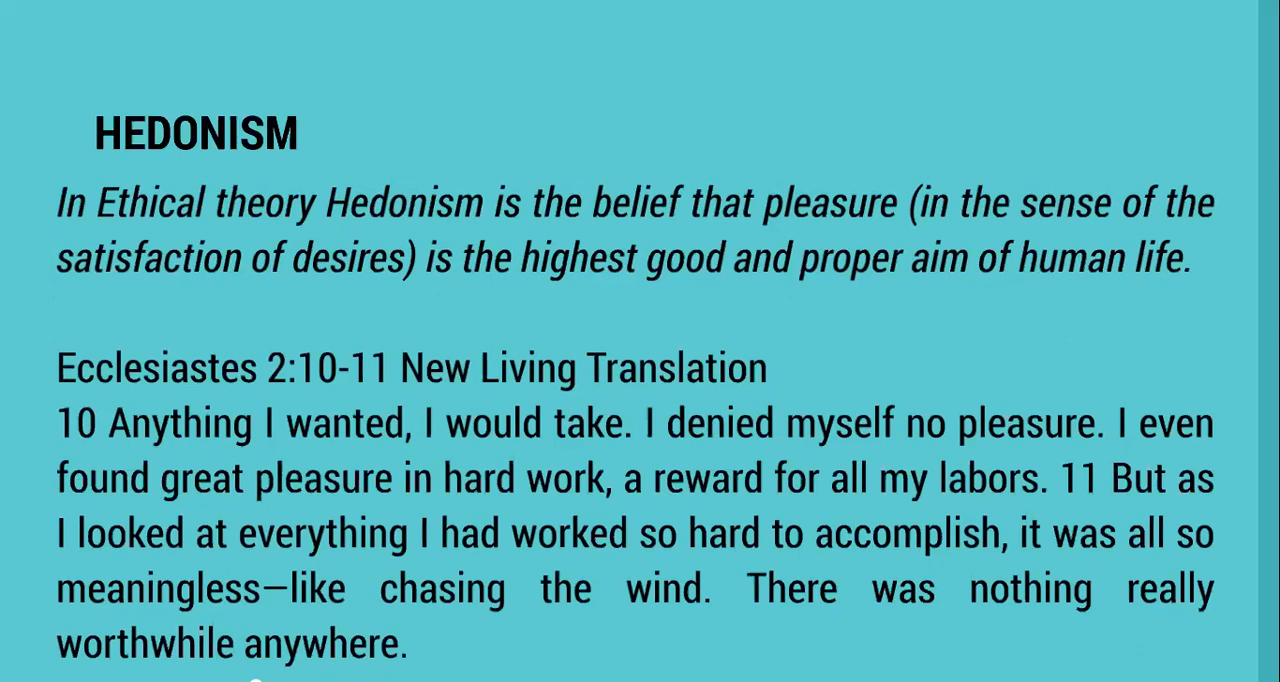 HEDONISM
In Ethical theory Hedonism is the belief that pleasure (in the sense of the
satisfaction of desires) is the highest good and proper aim of human life.
Ecclesiastes 2:10-11 New Living Translation
10 Anything I wanted, I would take. I denied myself no pleasure. I even
found great pleasure in hard work, a reward for all my labors. 11 But as
I looked at everything I had worked so hard to accomplish, it was all so
meaningless—like chasing the wind. There was nothing really
worthwhile anywhere.